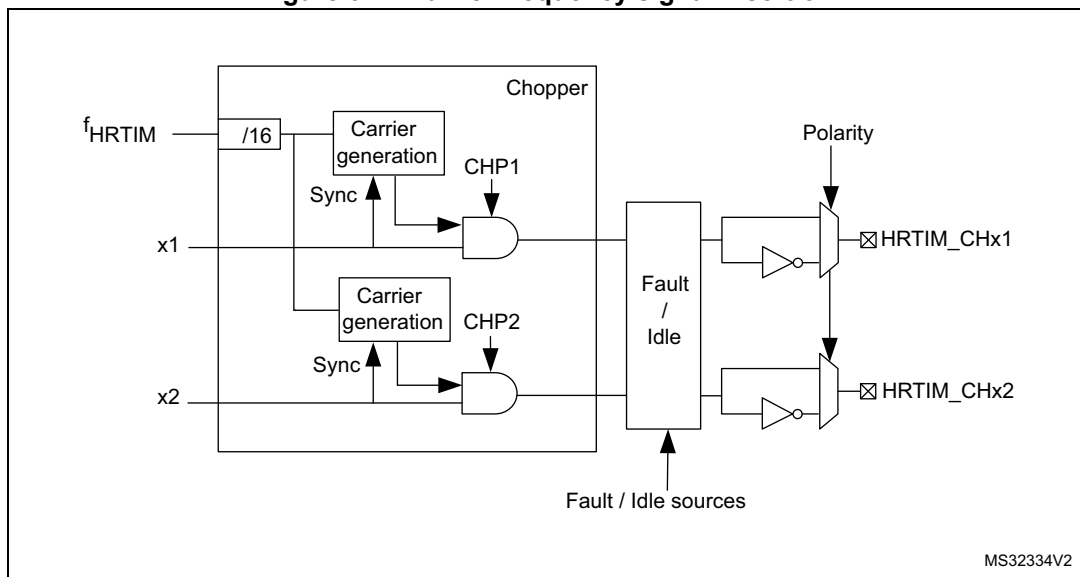 Chopper
fHRTIM
/16
Carrier
generation
CHP1
Polarity
Sync
x1
HRTIM_CHx1
Fault
/
Idle
Carrier
generation
CHP2
Sync
x2
HRTIM_CHx2
Fault / Idle sources
MS32334V2